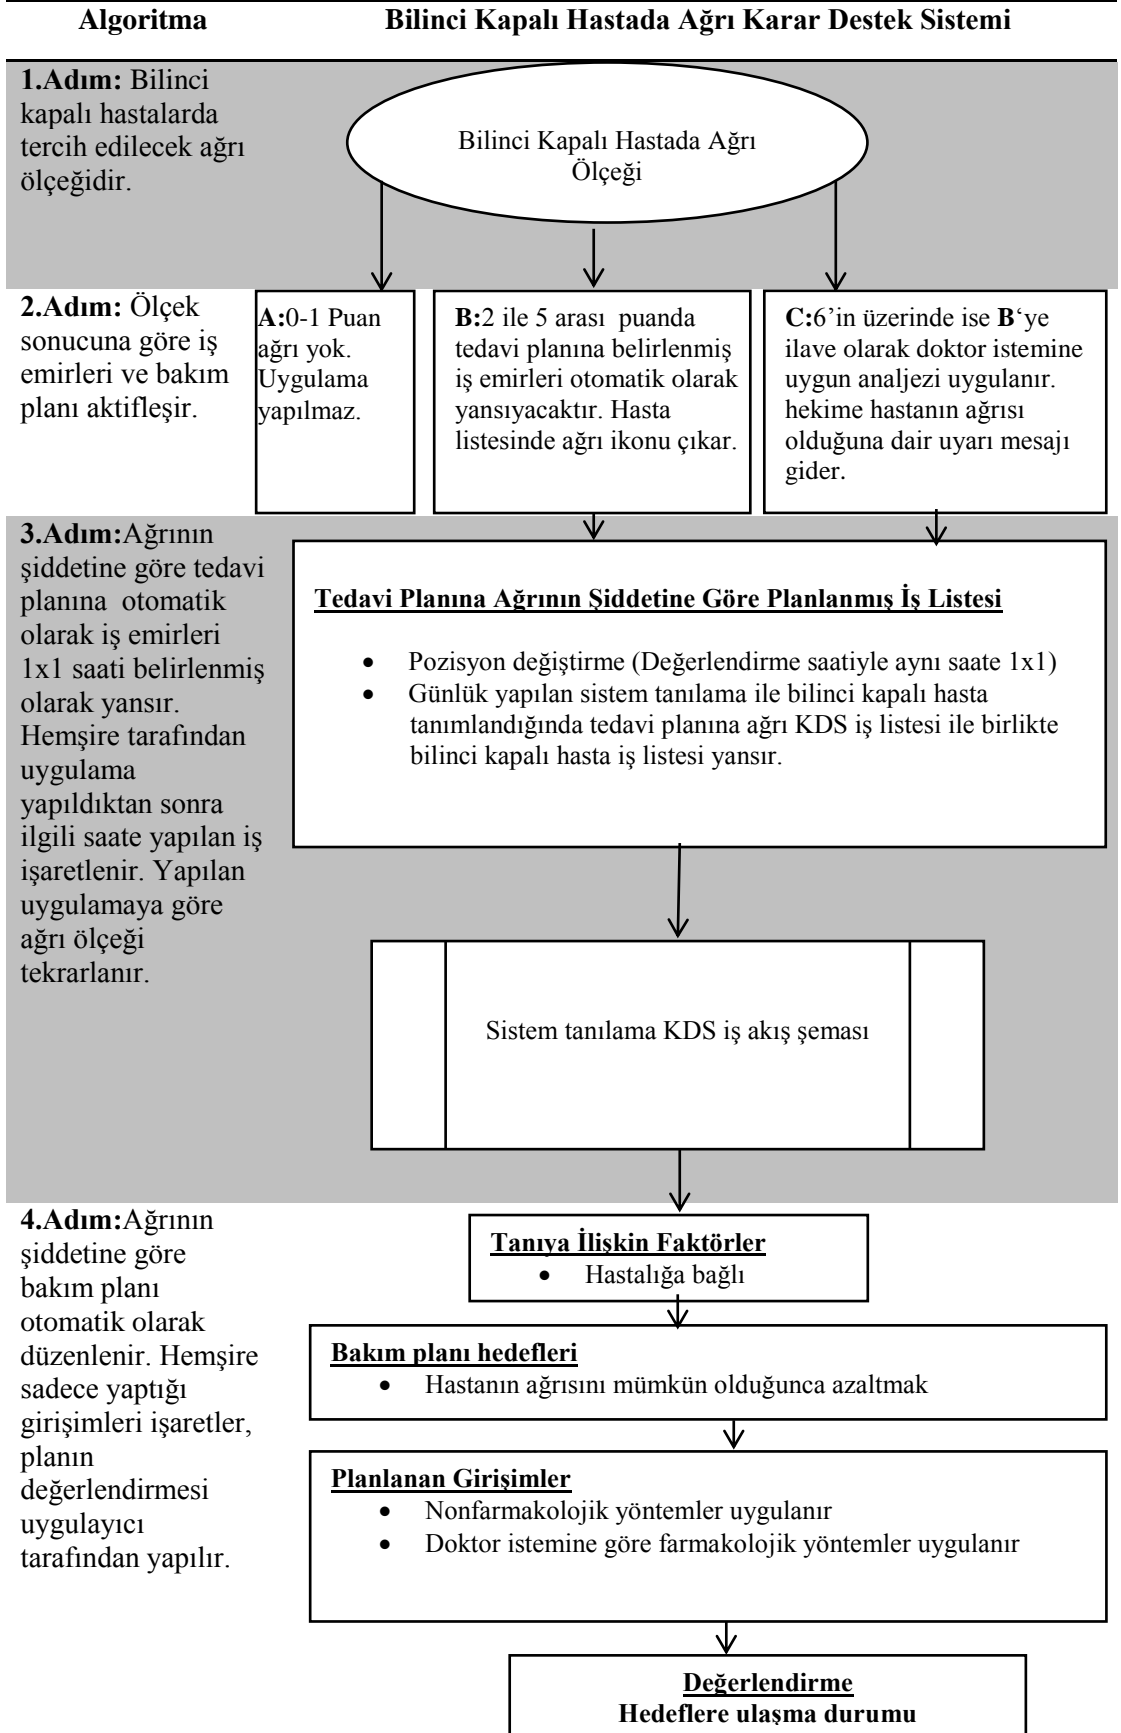 Algoritma
Bilinci Kapalı Hastada Ağrı Karar Destek Sistemi
1.Adım: Bilinci
kapalı hastalarda
tercih edilecek ağrı
ölçeğidir.
Bilinci Kapalı Hastada Ağrı
Ölçeği
2.Adım: Ölçek
sonucuna göre iş
emirleri ve bakım
planı aktifleşir.
A:0-1 Puan
ağrı yok.
Uygulama
yapılmaz.
B:2 ile 5 arası puanda
tedavi planına belirlenmiş
iş emirleri otomatik olarak
yansıyacaktır. Hasta
listesinde ağrı ikonu çıkar.
C:6’in üzerinde ise B‘ye
ilave olarak doktor istemine
uygun analjezi uygulanır.
hekime hastanın ağrısı
olduğuna dair uyarı mesajı
gider.
3.Adım:Ağrının
şiddetine göre tedavi
planına otomatik
olarak iş emirleri
1x1 saati belirlenmiş
olarak yansır.
Hemşire tarafından
uygulama
yapıldıktan sonra
ilgili saate yapılan iş
işaretlenir. Yapılan
uygulamaya göre
ağrı ölçeği
tekrarlanır.
Tedavi Planına Ağrının Şiddetine Göre Planlanmış İş Listesi
• Pozisyon değiştirme (Değerlendirme saatiyle aynı saate 1x1)
• Günlük yapılan sistem tanılama ile bilinci kapalı hasta
tanımlandığında tedavi planına ağrı KDS iş listesi ile birlikte
bilinci kapalı hasta iş listesi yansır.
Sistem tanılama KDS iş akış şeması
4.Adım:Ağrının
şiddetine göre
bakım planı
otomatik olarak
düzenlenir. Hemşire
sadece yaptığı
girişimleri işaretler,
planın
değerlendirmesi
uygulayıcı
tarafından yapılır.
Tanıya İlişkin Faktörler
• Hastalığa bağlı
Bakım planı hedefleri
• Hastanın ağrısını mümkün olduğunca azaltmak
Planlanan Girişimler
• Nonfarmakolojik yöntemler uygulanır
• Doktor istemine göre farmakolojik yöntemler uygulanır
Değerlendirme
Hedeflere ulaşma durumu